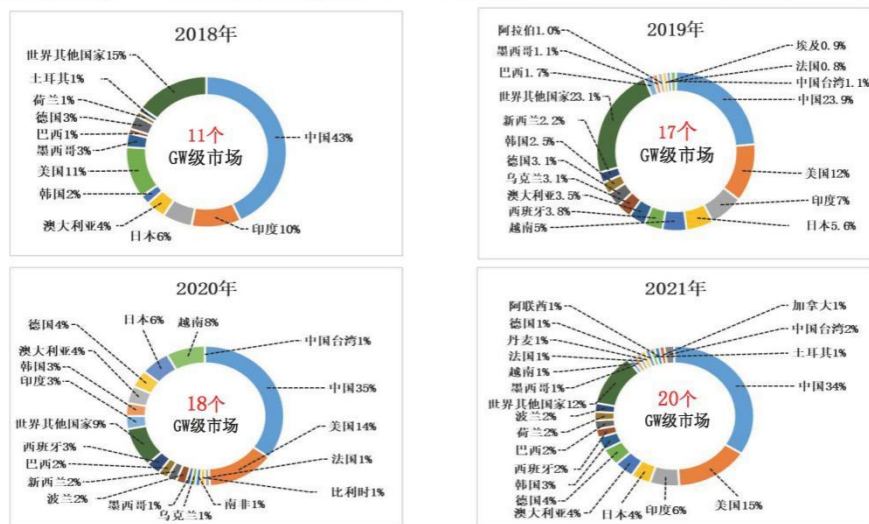 2018年
世界其他国家15%
土耳其1%
荷兰1%
德国3%
巴西1%
墨西哥3%
美国11%
韩国2%
澳大利亚4%
日本6%
印度10%
中国43%
11个
GW级市场
2019年
阿拉伯1.0%
墨西哥1.1%
巴西1.7%
世界其他国家23.1%
新西兰2.2%
韩国2.5%
德国3.1%
乌克兰3.1%
澳大利亚3.5%
西班牙3.8%
越南5%
埃及0.9%
法国0.8%
中国台湾1.1%
中国23.9%
美国12%
印度7%
日本5.6%
17个
GW级市场
2020年
日本6%
越南8%
德国4%
澳大利亚4%
韩国3%
印度3%
世界其他国家9%
西班牙3%
巴西2%
新西兰2%
波兰2%
墨西哥1%
乌克兰1%
南非1%
比利时1%
法国1%
美国14%
中国35%
中国台湾1%
18个
GW级市场
2021年
阿联酋1%
德国1%
丹麦1%
法国1%
越南1%
墨西哥1%
世界其他国家12%
波兰2%
荷兰2%
巴西2%
西班牙2%
韩国3%
德国4%
澳大利亚4%
日本4%
印度6%
美国15%
中国34%
土耳其1%
中国台湾2%
加拿大1%
20个
GW级市场